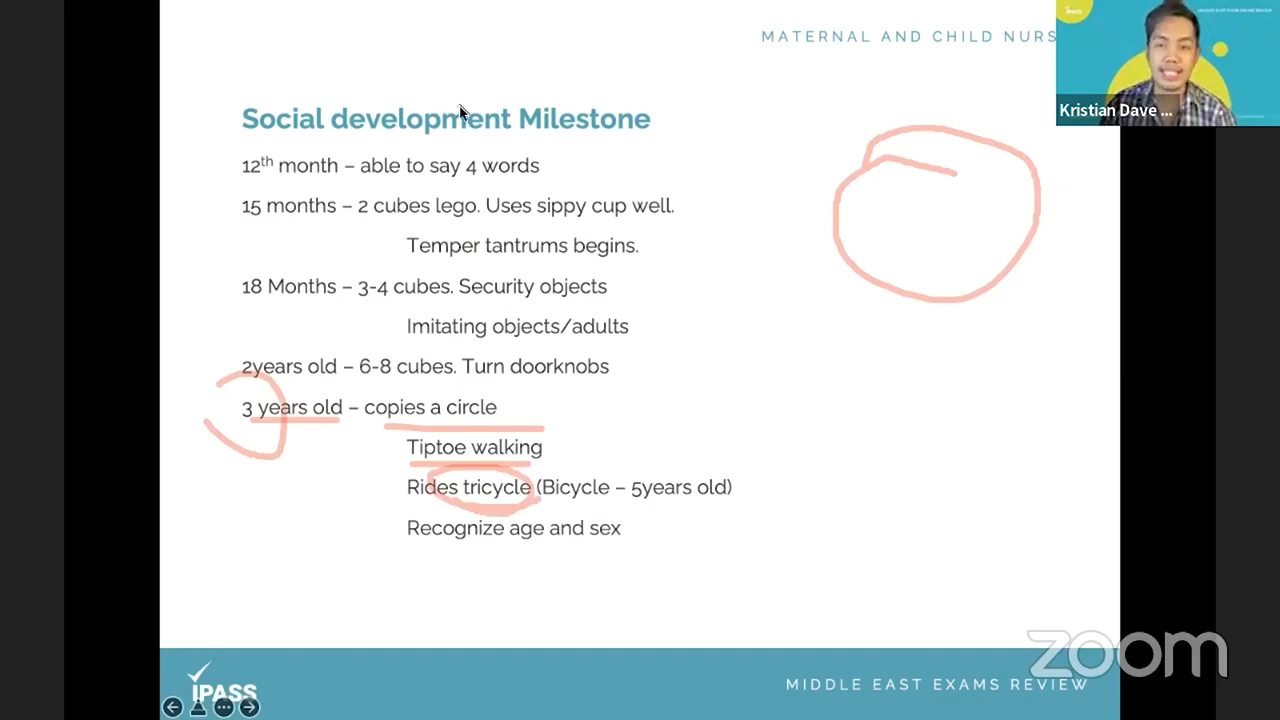 MATERNAL AND CHILD NURS
Kristian Dave ...
Social development Milestone
12th month – able to say 4 words
15 months – 2 cubes lego. Uses sippy cup well.
Temper tantrums begins.
18 Months – 3-4 cubes. Security objects
Imitating objects/adults
2years old – 6-8 cubes. Turn doorknobs
3 years old – copies a circle
Tiptoe walking
Rides tricycle (Bicycle – 5years old)
Recognize age and sex
zoom
iPASS
MIDDLE EAST EXAMS REVIEW